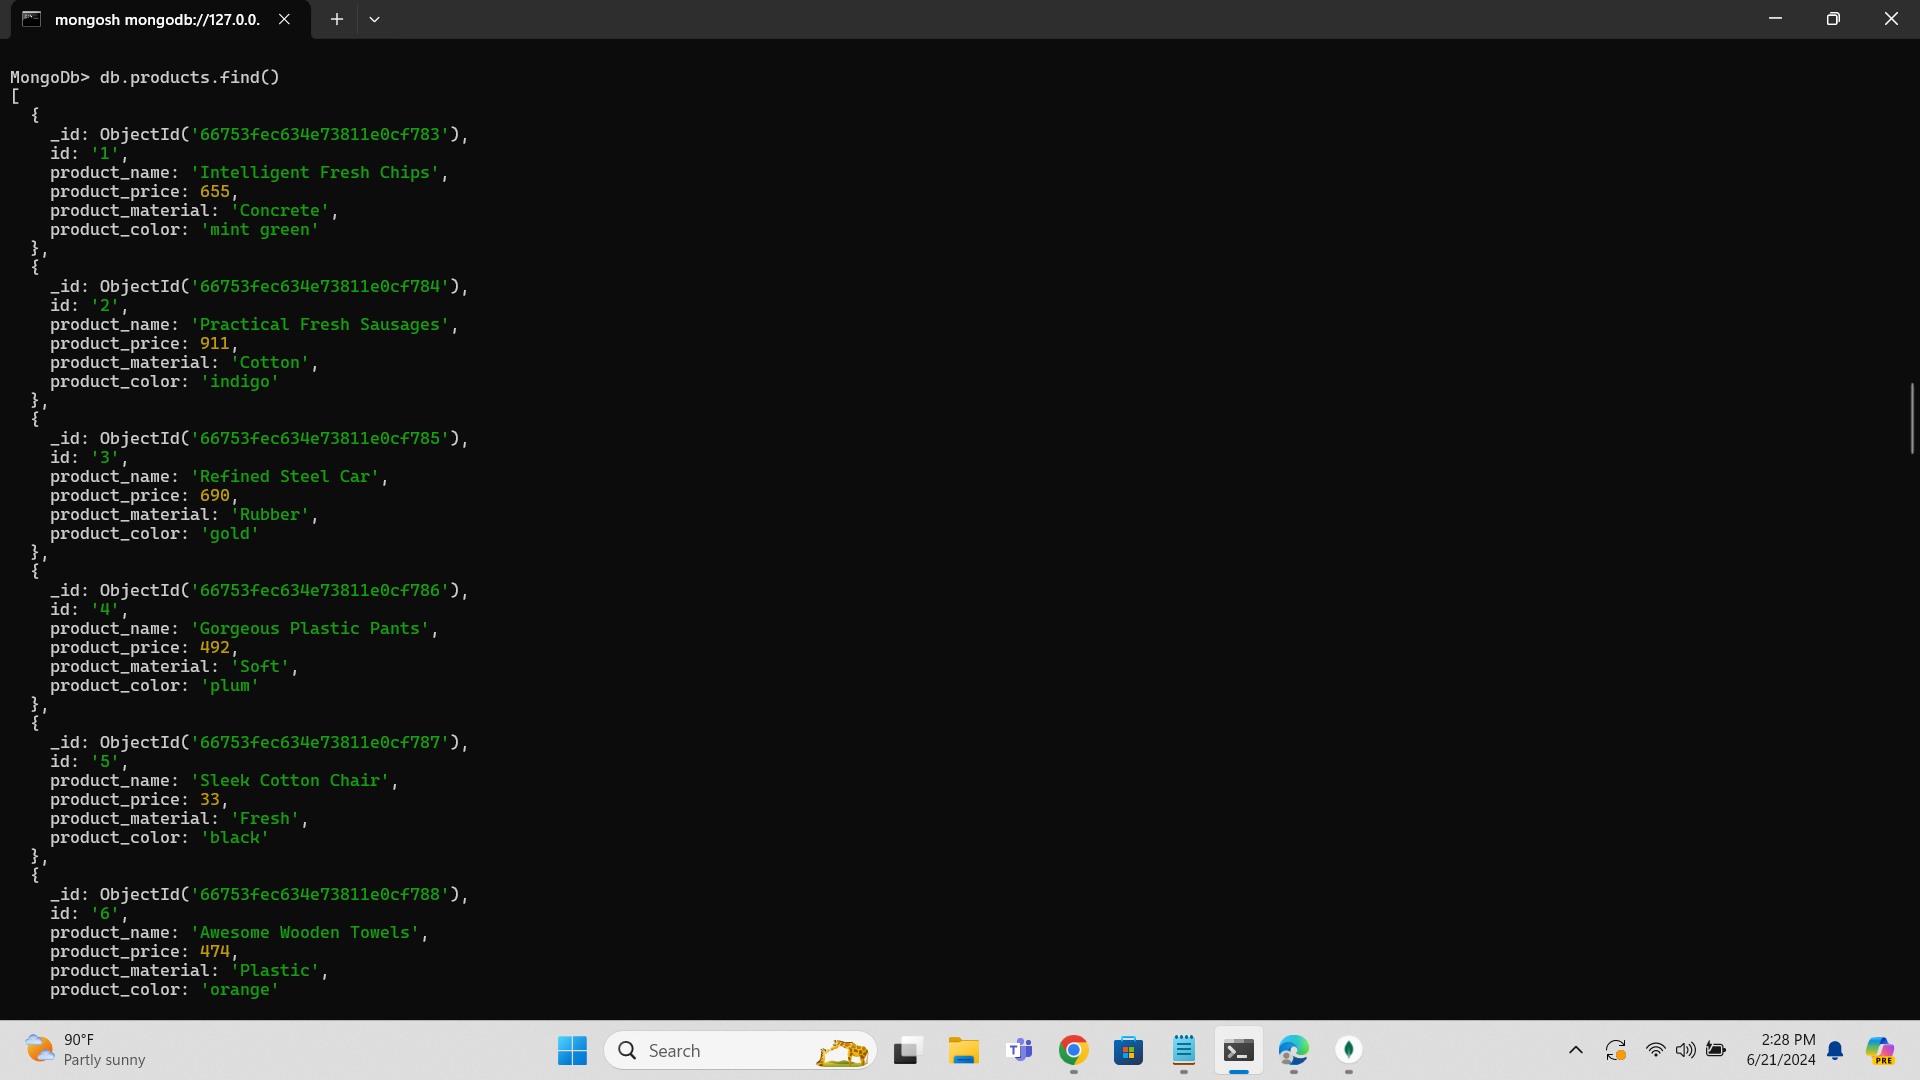 mongosh mongodb://127.0.0.
MongoDb> db.products.find()
[
  {
    _id: ObjectId('66753fec634e73811e0cf783'),
    id: '1',
    product_name: 'Intelligent Fresh Chips',
    product_price: 655,
    product_material: 'Concrete',
    product_color: 'mint green'
  },
  {
    _id: ObjectId('66753fec634e73811e0cf784'),
    id: '2',
    product_name: 'Practical Fresh Sausages',
    product_price: 911,
    product_material: 'Cotton',
    product_color: 'indigo'
  },
  {
    _id: ObjectId('66753fec634e73811e0cf785'),
    id: '3',
    product_name: 'Refined Steel Car',
    product_price: 690,
    product_material: 'Rubber',
    product_color: 'gold'
  },
  {
    _id: ObjectId('66753fec634e73811e0cf786'),
    id: '4',
    product_name: 'Gorgeous Plastic Pants',
    product_price: 492,
    product_material: 'Soft',
    product_color: 'plum'
  },
  {
    _id: ObjectId('66753fec634e73811e0cf787'),
    id: '5',
    product_name: 'Sleek Cotton Chair',
    product_price: 33,
    product_material: 'Fresh',
    product_color: 'black'
  },
  {
    _id: ObjectId('66753fec634e73811e0cf788'),
    id: '6',
    product_name: 'Awesome Wooden Towels',
    product_price: 474,
    product_material: 'Plastic',
    product_color: 'orange'
90°F
Partly sunny
Search
2:28 PM
6/21/2024
PRE